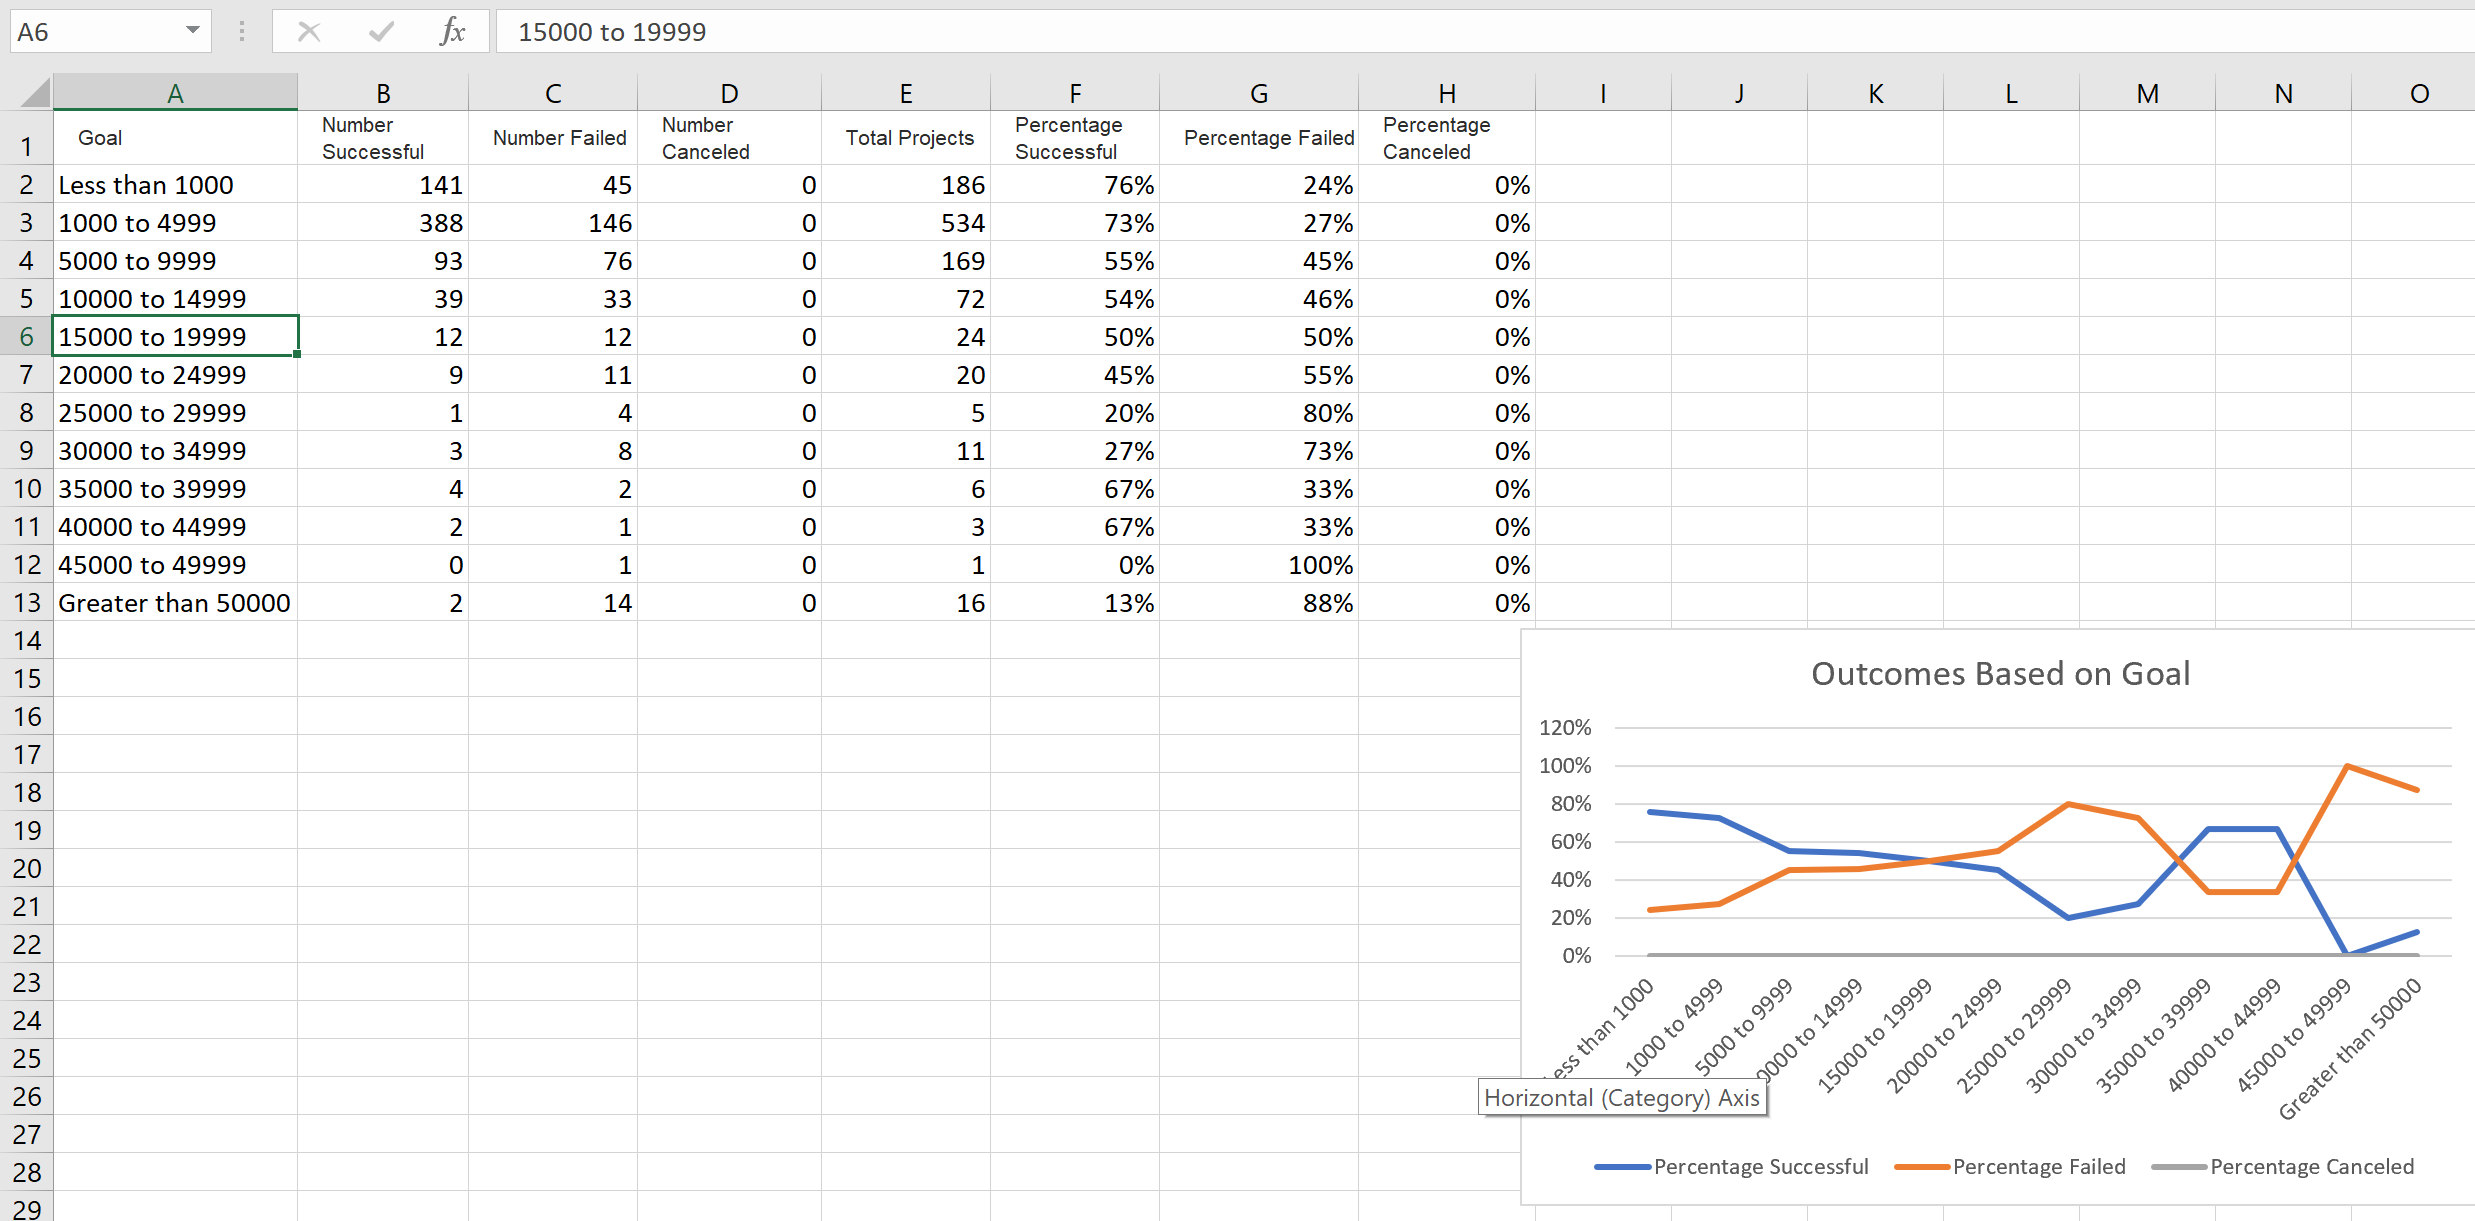 A6 fx 15000 to 19999
A B C D E F G H I J K L M N O
1 Goal Number Successful Number Failed Number Canceled Total Projects Percentage Successful Percentage Failed Percentage Canceled
2 Less than 1000 141 45 0 186 76% 24% 0%
3 1000 to 4999 388 146 0 534 73% 27% 0%
4 5000 to 9999 93 76 0 169 55% 45% 0%
5 10000 to 14999 39 33 0 72 54% 46% 0%
6 15000 to 19999 12 12 0 24 50% 50% 0%
7 20000 to 24999 9 11 0 20 45% 55% 0%
8 25000 to 29999 1 4 0 5 20% 80% 0%
9 30000 to 34999 3 8 0 11 27% 73% 0%
10 35000 to 39999 4 2 0 6 67% 33% 0%
11 40000 to 44999 2 1 0 3 67% 33% 0%
12 45000 to 49999 0 1 0 1 0% 100% 0%
13 Greater than 50000 2 14 0 16 13% 88% 0%
14
15
16
17
18
19
20
21
22
23
24
25
26
27
28
29
Outcomes Based on Goal
120%
100%
80%
60%
40%
20%
0%
ess than 1000
1000 to 4999
5000 to 9999
0000 to 14999
15000 to 19999
20000 to 24999
25000 to 29999
30000 to 34999
35000 to 39999
40000 to 44999
45000 to 49999
Greater than 50000
Horizontal (Category) Axis
Percentage Successful Percentage Failed Percentage Canceled